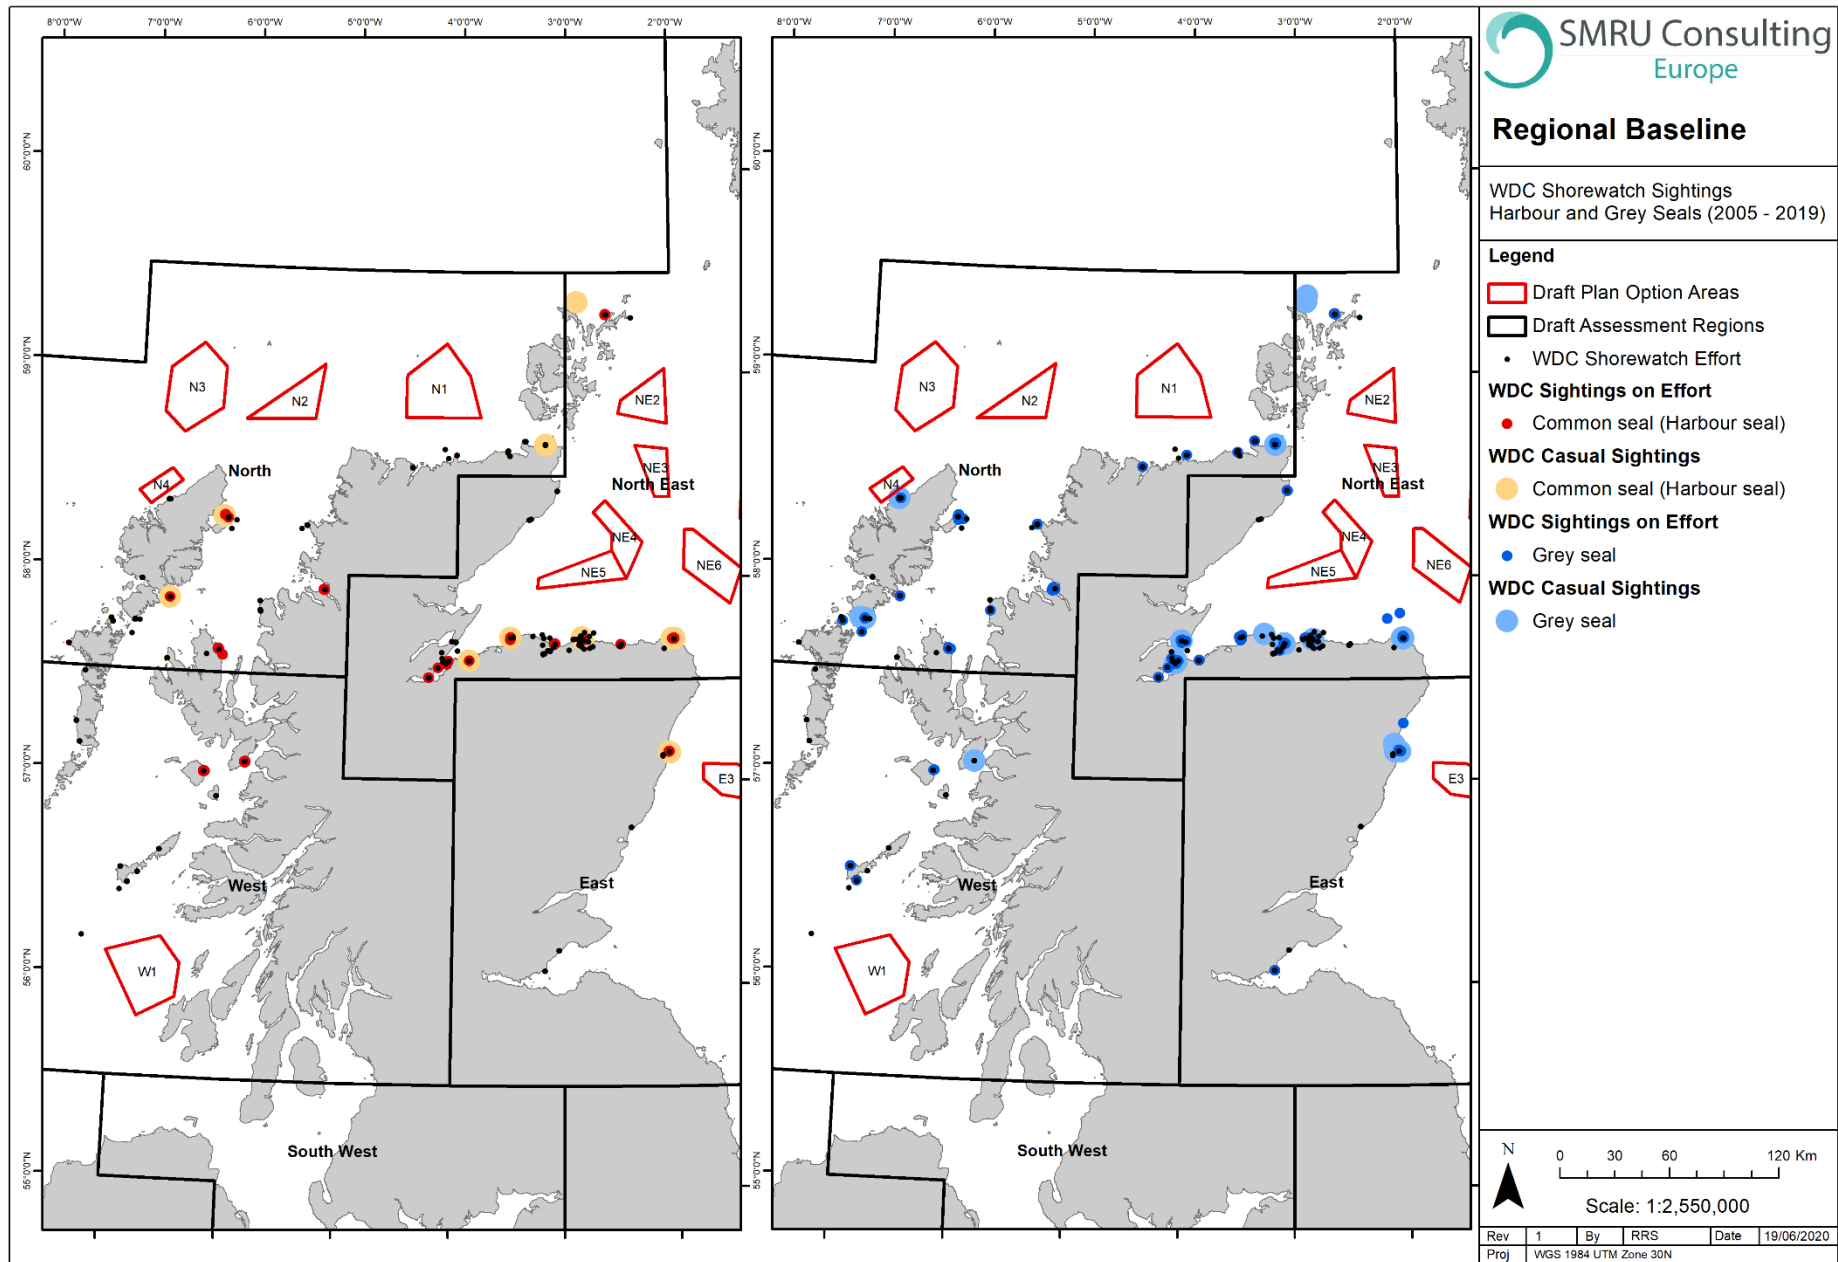 8°0'0"W 7°0'0"W 6°0'0"W 5°0'0"W 4°0'0"W 3°0'0"W 2°0'0"W
60°0'0"N
59°0'0"N
58°0'0"N
57°0'0"N
56°0'0"N
55°0'0"N
N3
N2
N1
NE2
North
N4
NE3
North East
NE4
NE5
NE6
E3
West
East
W1
South West
8°0'0"W 7°0'0"W 6°0'0"W 5°0'0"W 4°0'0"W 3°0'0"W 2°0'0"W
60°0'0"N
59°0'0"N
58°0'0"N
57°0'0"N
56°0'0"N
55°0'0"N
N3
N2
N1
NE2
North
N4
NE3
North East
NE4
NE5
NE6
E3
West
East
W1
South West
SMRU Consulting
Europe
Regional Baseline
WDC Shorewatch Sightings
Harbour and Grey Seals (2005 - 2019)
Legend
Draft Plan Option Areas
Draft Assessment Regions
WDC Shorewatch Effort
WDC Sightings on Effort
Common seal (Harbour seal)
WDC Casual Sightings
Common seal (Harbour seal)
WDC Sightings on Effort
Grey seal
WDC Casual Sightings
Grey seal
N
0 30 60 120 Km
Scale: 1:2,550,000
Rev 1 By RRS Date 19/06/2020
Proj WGS 1984 UTM Zone 30N